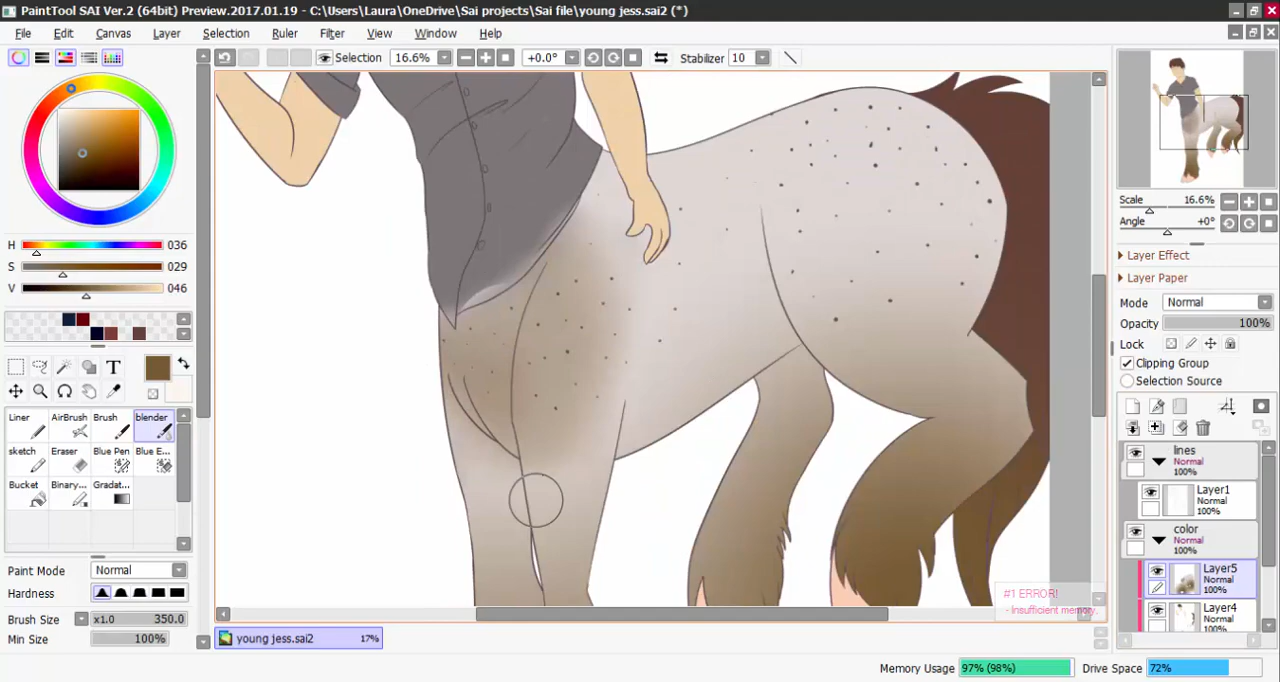 PaintTool SAI Ver.2 (64bit) Preview.2017.01.19 - C:\Users\Laura\OneDrive\Sai projects\Sai file\young jess.sai2 (*)
File Edit Canvas Layer Selection Ruler Filter View Window Help
Selection 16.6% +0.0° Stabilizer 10
H 036
S 029
V 046
T
Liner AirBrush Brush blender
sketch Eraser Blue Pen Blue E...
Bucket Binary... Gradat...
Paint Mode Normal
Hardness
Brush Size x1.0 350.0
Min Size 100%
#1 ERROR!
- Insufficient memory.
young jess.sai2 17%
Scale 16.6%
Angle +0°
Layer Effect
Layer Paper
Mode Normal
Opacity 100%
Lock
Clipping Group
Selection Source
lines
Normal
100%
Layer1
Normal
100%
color
Normal
100%
Layer5
Normal
100%
Layer4
Normal
100%
Memory Usage 97% (98%) Drive Space 72%